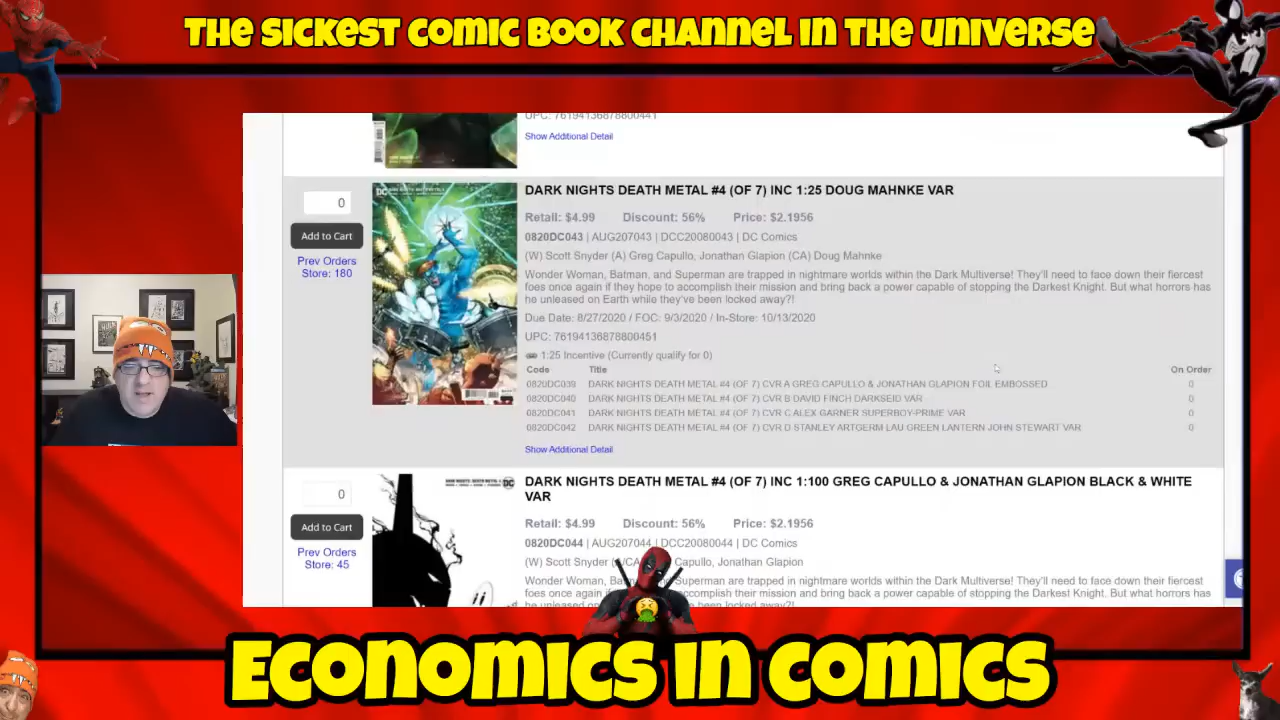 THE SICKEST COMIC BOOK CHANNEL IN THE UNIVERSE
UPC: 76194136878800441
Show Additional Detail
0
Add to Cart
Prev Orders
Store: 180
DC
DARK NIGHTS DEATH METAL #4 (OF 7) INC 1:25 DOUG MAHNKE VAR
Retail: $4.99 Discount: 56% Price: $2.1956
0820DC043 | AUG207043 | DCC20080043 | DC Comics
(W) Scott Snyder (A) Greg Capullo, Jonathan Glapion (CA) Doug Mahnke
Wonder Woman, Batman, and Superman are trapped in nightmare worlds within the Dark Multiverse! They'll need to face down their fiercest
foes once again if they hope to accomplish their mission and bring back a power capable of stopping the Darkest Knight. But what horrors has
he unleased on Earth while they've been locked away?!
Due Date: 8/27/2020 / FOC: 9/3/2020 / In-Store: 10/13/2020
UPC: 76194136878800451
1:25 Incentive (Currently qualify for 0)
Code Title On Order
0820DC039 DARK NIGHTS DEATH METAL #4 (OF 7) CVR A GREG CAPULLO & JONATHAN GLAPION FOIL EMBOSSED 0
0820DC040 DARK NIGHTS DEATH METAL #4 (OF 7) CVR B DAVID FINCH DARKSEID VAR 0
0820DC041 DARK NIGHTS DEATH METAL #4 (OF 7) CVR C ALEX GARNER SUPERBOY-PRIME VAR 0
0820DC042 DARK NIGHTS DEATH METAL #4 (OF 7) CVR D STANLEY ARTGERM LAU GREEN LANTERN JOHN STEWART VAR 0
Show Additional Detail
0
Add to Cart
Prev Orders
Store: 45
DARK NIGHTS: DEATH METAL
DC
DARK NIGHTS DEATH METAL #4 (OF 7) INC 1:100 GREG CAPULLO & JONATHAN GLAPION BLACK & WHITE
VAR
Retail: $4.99 Discount: 56% Price: $2.1956
0820DC044 | AUG207044 | DCC20080044 | DC Comics
(W) Scott Snyder Capullo, Jonathan Glapion
Wonder Woman, Superman are trapped in nightmare worlds within the Dark Multiverse! They'll need to face down their fiercest
foes once again if accomplish their mission and bring back a power capable of stopping the Darkest Knight. But what horrors has
he unleased on been locked away?!
ECONOMICS IN COMICS